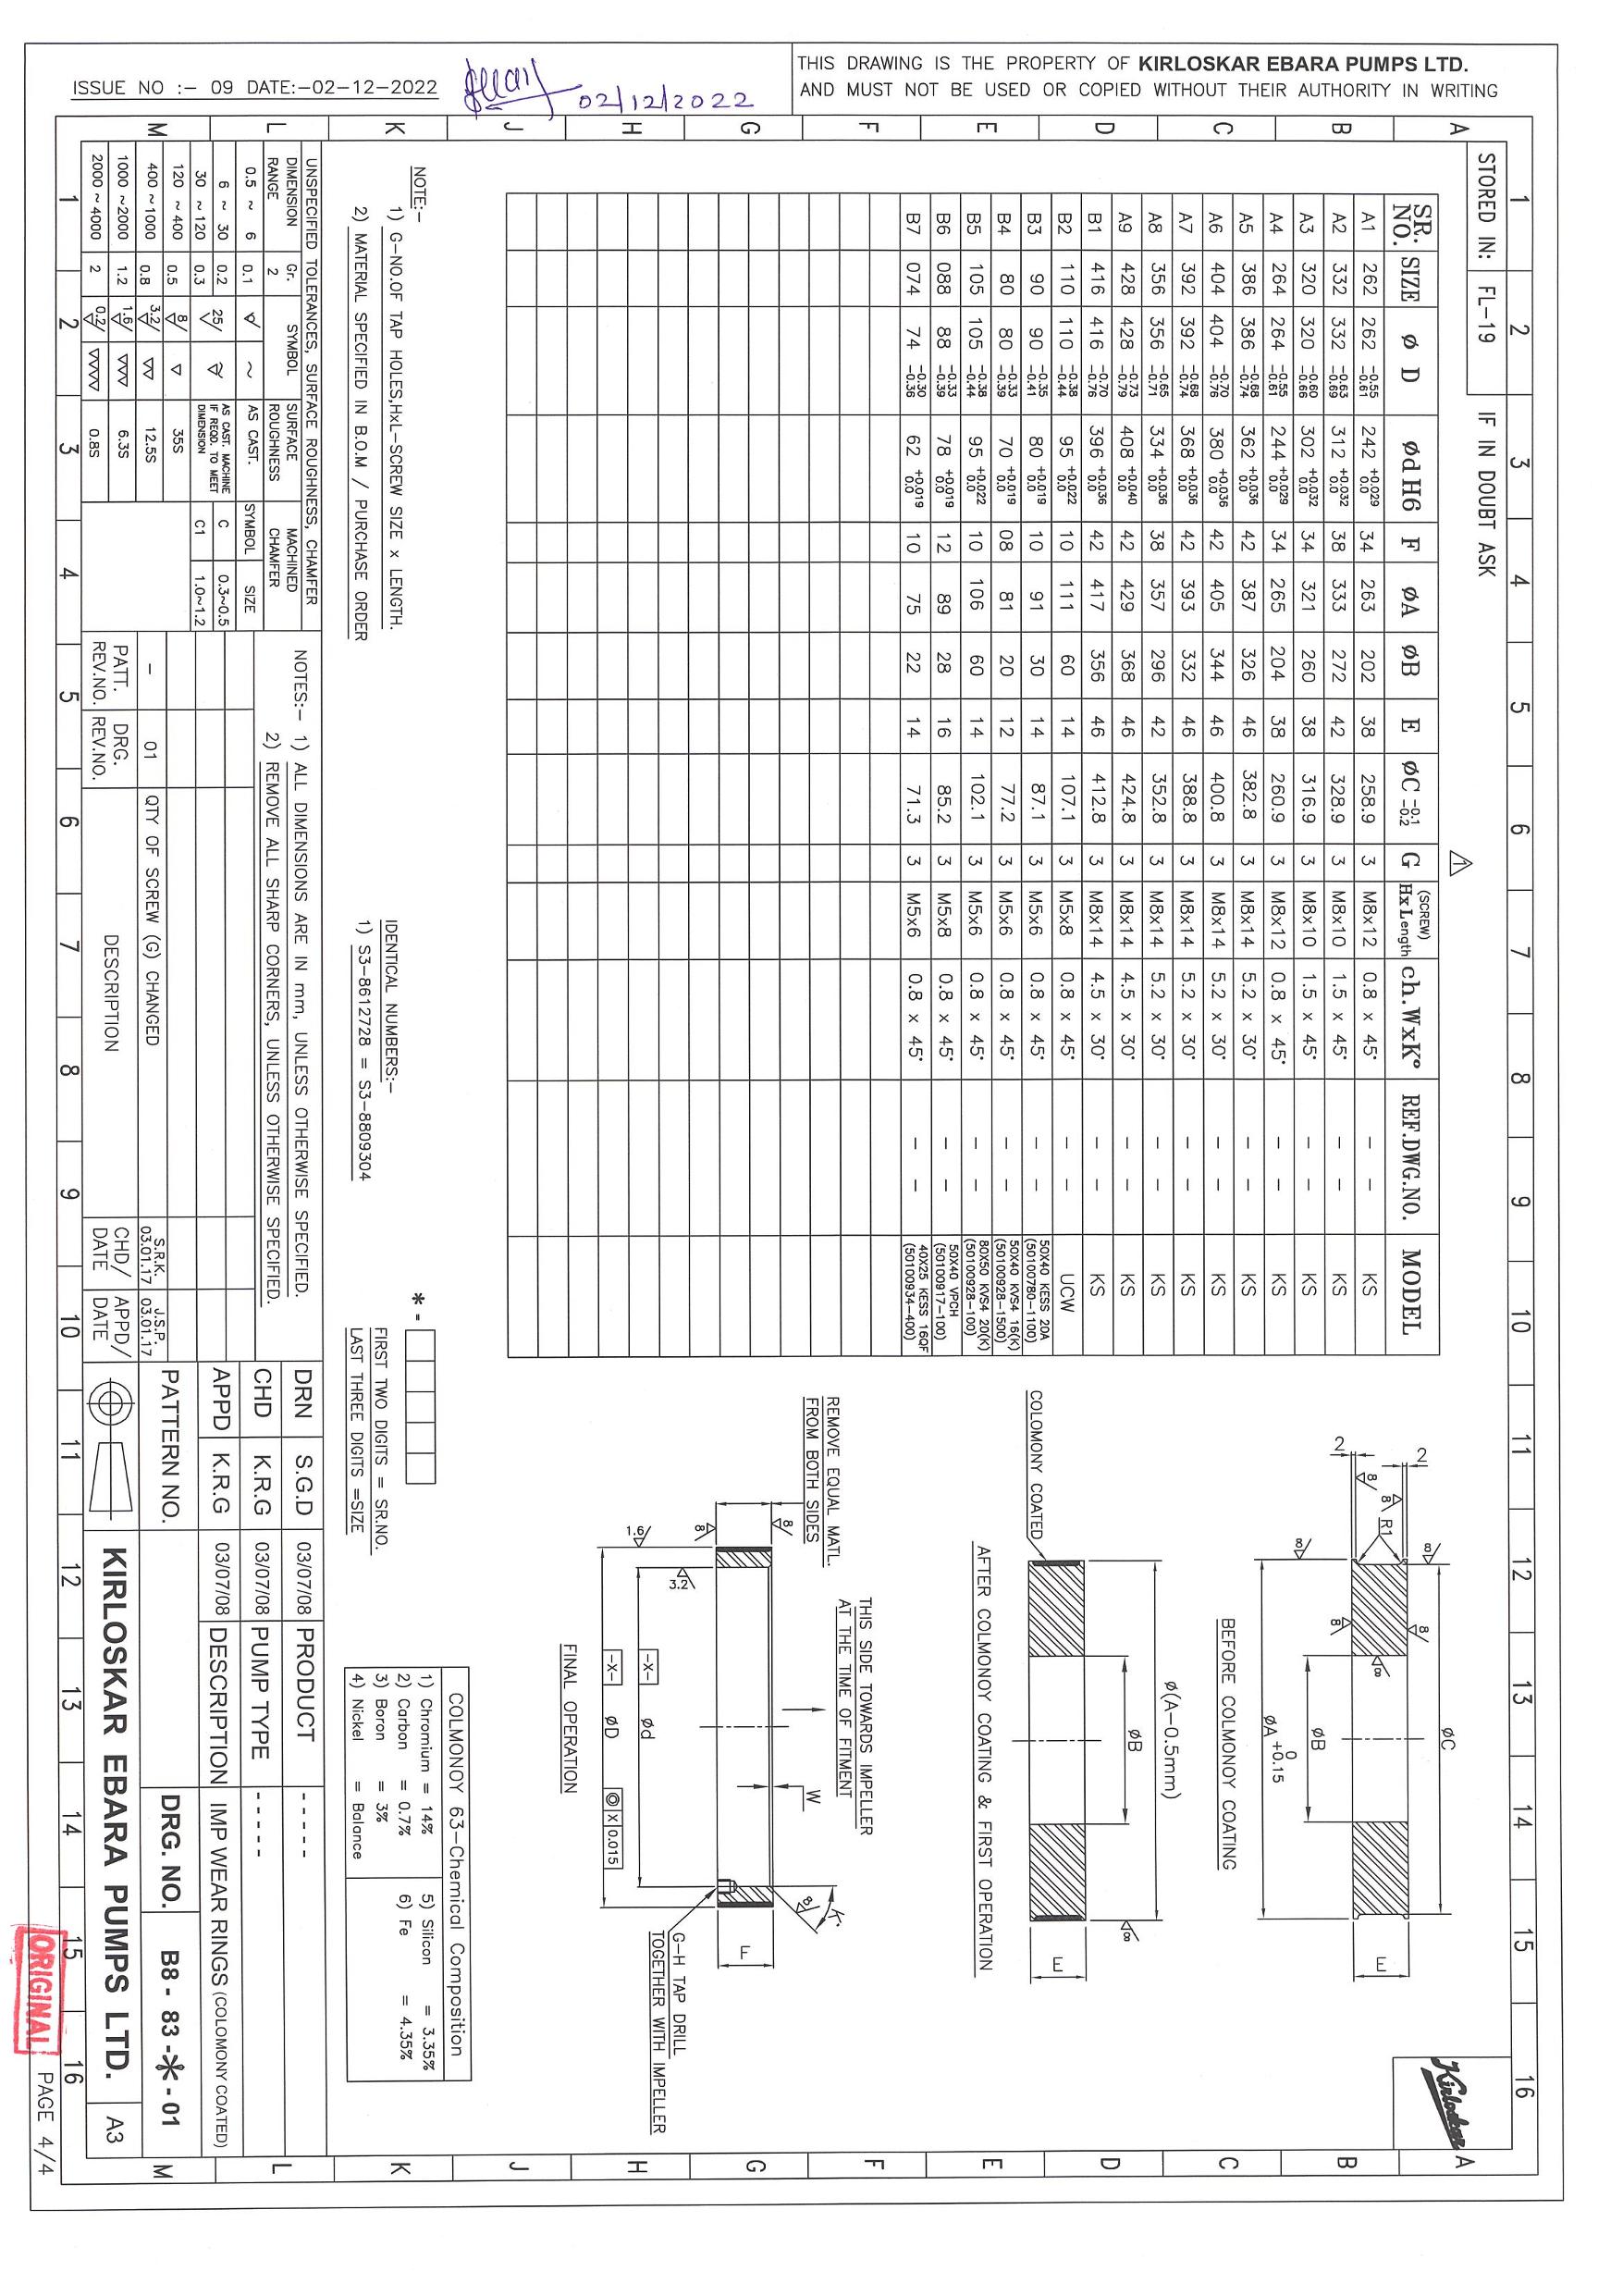 THIS DRAWING IS THE PROPERTY OF KIRLOSKAR EBARA PUMPS LTD.
AND MUST NOT BE USED OR COPIED WITHOUT THEIR AUTHORITY IN WRITING
ISSUE NO :- 09 DATE:-02-12-2022
02/12/2022
STORED IN: FL-19 IF IN DOUBT ASK
1 2 3 4 5 6 7 8 9 10 11 12 13 14 15 16
A B C D E F G H J K L M
Kirloskar
1
SR. NO. SIZE ø D ød H6 F øA øB E øC -0.1 -0.2 G (SCREW) HxLength ch.WxK° REF.DWG.NO. MODEL
A1 262 262 -0.55 -0.61 242 +0.029 0.0 34 263 202 38 258.9 3 M8x12 0.8 x 45° - - KS
A2 332 332 -0.63 -0.69 312 +0.032 0.0 38 333 272 42 328.9 3 M8x10 1.5 x 45° - - KS
A3 320 320 -0.60 -0.66 302 +0.032 0.0 34 321 260 38 316.9 3 M8x10 1.5 x 45° - - KS
A4 264 264 -0.55 -0.61 244 +0.029 0.0 34 265 204 38 260.9 3 M8x12 0.8 x 45° - - KS
A5 386 386 -0.68 -0.74 362 +0.036 0.0 42 387 326 46 382.8 3 M8x14 5.2 x 30° - - KS
A6 404 404 -0.70 -0.76 380 +0.036 0.0 42 405 344 46 400.8 3 M8x14 5.2 x 30° - - KS
A7 392 392 -0.68 -0.74 368 +0.036 0.0 42 393 332 46 388.8 3 M8x14 5.2 x 30° - - KS
A8 356 356 -0.65 -0.71 334 +0.036 0.0 38 357 296 42 352.8 3 M8x14 5.2 x 30° - - KS
A9 428 428 -0.73 -0.79 408 +0.040 0.0 42 429 368 46 424.8 3 M8x14 4.5 x 30° - - KS
B1 416 416 -0.70 -0.76 396 +0.036 0.0 42 417 356 46 412.8 3 M8x14 4.5 x 30° - - KS
B2 110 110 -0.38 -0.44 95 +0.022 0.0 10 111 60 14 107.1 3 M5x8 0.8 x 45° - - UCW
B3 90 90 -0.35 -0.41 80 +0.019 0.0 10 91 30 14 87.1 3 M5x6 0.8 x 45° - - 50X40 KESS 20A (50100780-1100)
B4 80 80 -0.33 -0.39 70 +0.019 0.0 08 81 20 12 77.2 3 M5x6 0.8 x 45° - - 50X40 KVS4 16(K) (50100928-1500)
B5 105 105 -0.38 -0.44 95 +0.022 0.0 10 106 60 14 102.1 3 M5x6 0.8 x 45° - - 80X50 KVS4 20(K) (50100928-100)
B6 088 88 -0.33 -0.39 78 +0.019 0.0 12 89 28 16 85.2 3 M5x8 0.8 x 45° - - 50X40 VPCH (50100917-100)
B7 074 74 -0.30 -0.36 62 +0.019 0.0 10 75 22 14 71.3 3 M5x6 0.8 x 45° - - 40X25 KESS 16QF (50100934-400)
2 2 8 8 R1 8 8 8 8 8
øC
øB
øA 0 +0.15
E
BEFORE COLMONOY COATING
COLOMONY COATED
ø(A-0.5mm)
øB
8
E
AFTER COLMONOY COATING & FIRST OPERATION
REMOVE EQUAL MATL.
FROM BOTH SIDES
THIS SIDE TOWARDS IMPELLER
AT THE TIME OF FITMENT
8 8 1.6 3.2
W
8 K°
F
-X- ød
-X- øD ◎ X 0.015
G-H TAP DRILL
TOGETHER WITH IMPELLER
FINAL OPERATION
NOTE:-
1) G-NO.OF TAP HOLES,HxL-SCREW SIZE x LENGTH.
2) MATERIAL SPECIFIED IN B.O.M / PURCHASE ORDER
IDENTICAL NUMBERS:-
1) S3-8612728 = S3-8809304
* =
FIRST TWO DIGITS = SR.NO.
LAST THREE DIGITS =SIZE
COLMONOY 63-Chemical Composition
1) Chromium = 14% 5) Silicon = 3.35%
2) Carbon = 0.7% 6) Fe = 4.35%
3) Boron = 3%
4) Nickel = Balance
UNSPECIFIED TOLERANCES, SURFACE ROUGHNESS, CHAMFER
DIMENSION RANGE Gr. 2 SYMBOL SURFACE ROUGHNESS MACHINED CHAMFER
0.5 ~ 6 0.1 ~ AS CAST. SYMBOL SIZE
6 ~ 30 0.2 25 AS CAST. MACHINE IF REQD. TO MEET DIMENSION C 0.3~0.5
30 ~ 120 0.3 C1 1.0~1.2
120 ~ 400 0.5 8 ▽ 35S
400 ~ 1000 0.8 3.2 ▽▽ 12.5S
1000 ~ 2000 1.2 1.6 ▽▽▽ 6.3S
2000 ~ 4000 2 0.2 ▽▽▽▽ 0.8S
NOTES:- 1) ALL DIMENSIONS ARE IN mm, UNLESS OTHERWISE SPECIFIED.
2) REMOVE ALL SHARP CORNERS, UNLESS OTHERWISE SPECIFIED.
- 01 QTY OF SCREW (G) CHANGED S.R.K. 03.01.17 J.S.P. 03.01.17
PATT. REV.NO. DRG. REV.NO. DESCRIPTION CHD/ DATE APPD/ DATE
DRN S.G.D 03/07/08 PRODUCT -----
CHD K.R.G 03/07/08 PUMP TYPE -----
APPD K.R.G 03/07/08 DESCRIPTION IMP WEAR RINGS (COLOMONY COATED)
PATTERN NO. DRG. NO. B8 - 83 -*- 01
KIRLOSKAR EBARA PUMPS LTD. A3
1 2 3 4 5 6 7 8 9 10 11 12 13 14 15 16
A B C D E F G H J K L M
ORIGINAL
PAGE 4/4